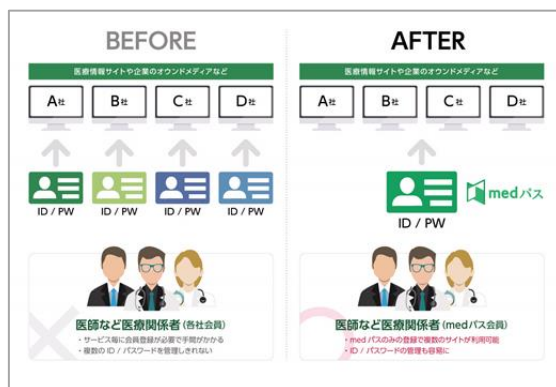 BEFORE
医療情報サイトや企業のオウンドメディアなど
A社 B社 C社 D社
ID / PW ID / PW ID / PW ID / PW
医師など医療関係者(各社会員)
・サービス毎に会員登録が必要で手間がかかる
・複数の ID / パスワードを管理しきれない
AFTER
医療情報サイトや企業のオウンドメディアなど
A社 B社 C社 D社
medパス
ID / PW
医師など医療関係者(medパス会員)
・medパスのみの登録で複数のサイトが利用可能
・ID / パスワードの管理も容易に